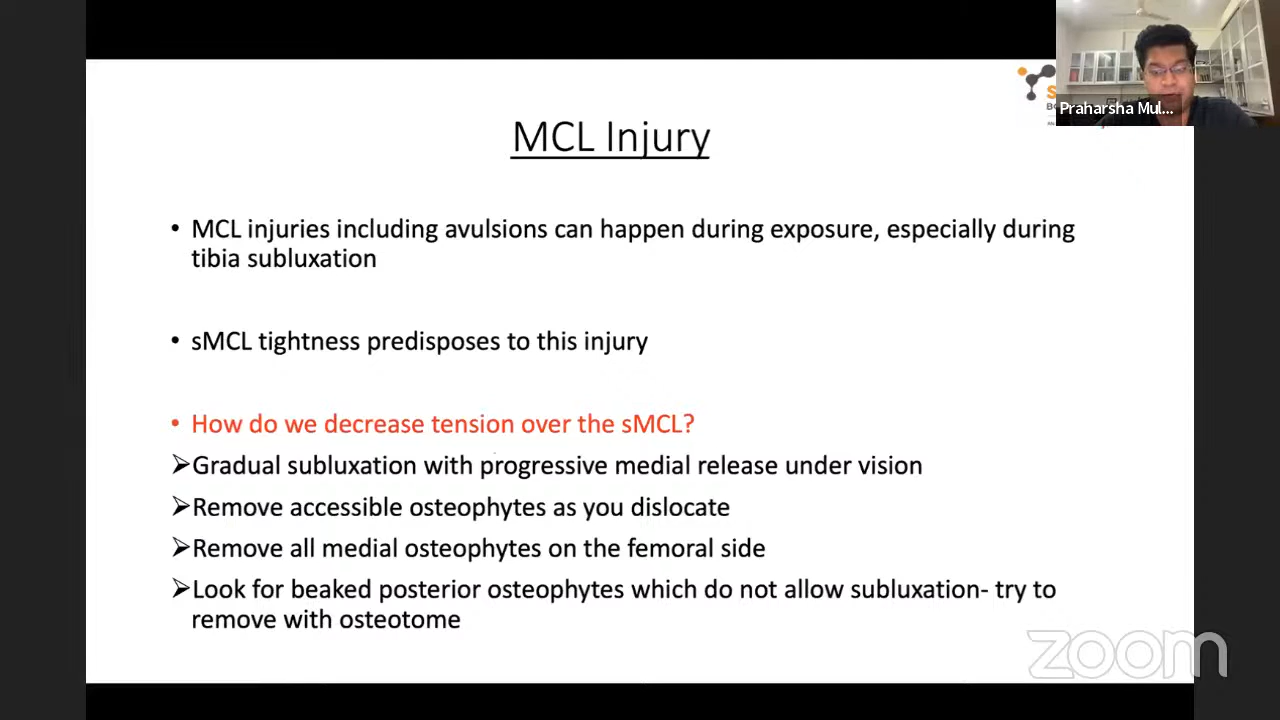 MCL Injury
Praharsha Mul...
• MCL injuries including avulsions can happen during exposure, especially during
tibia subluxation
• sMCL tightness predisposes to this injury
• How do we decrease tension over the sMCL?
➢Gradual subluxation with progressive medial release under vision
➢Remove accessible osteophytes as you dislocate
➢Remove all medial osteophytes on the femoral side
➢Look for beaked posterior osteophytes which do not allow subluxation- try to
remove with osteotome
zoom